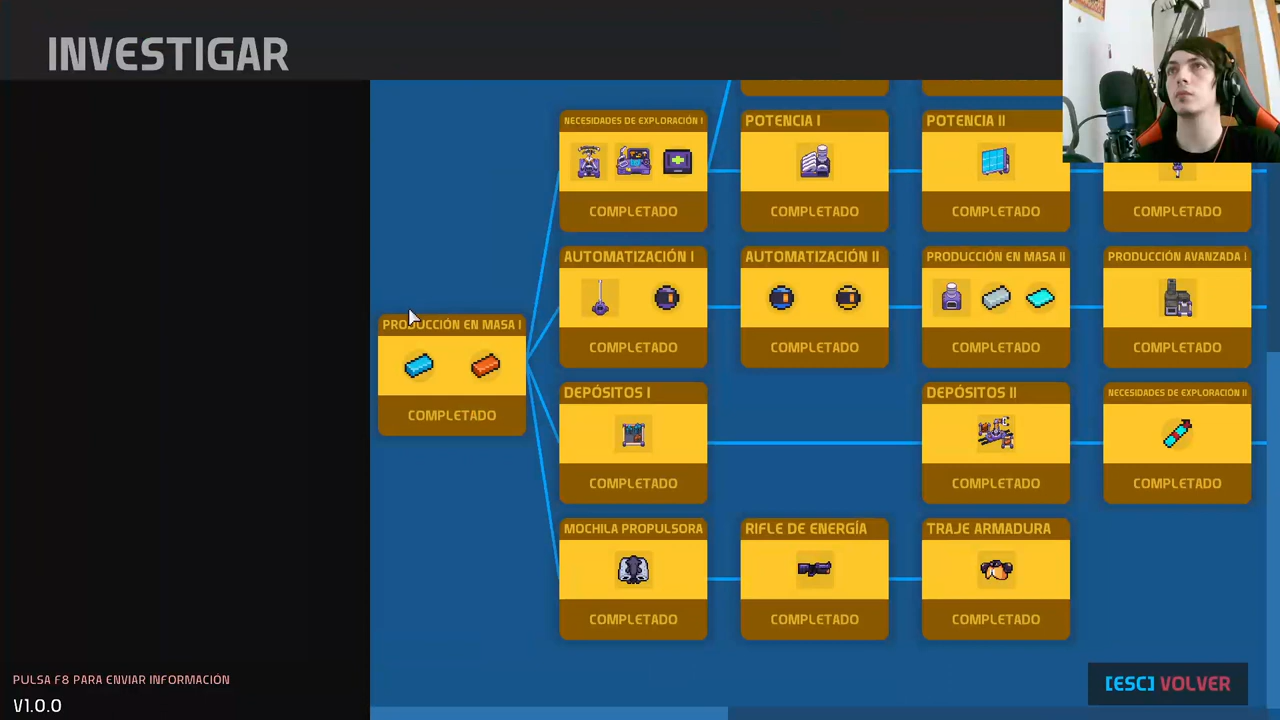 INVESTIGAR
NECESIDADES DE EXPLORACIÓN I
COMPLETADO
POTENCIA I
COMPLETADO
POTENCIA II
COMPLETADO
COMPLETADO
AUTOMATIZACIÓN I
COMPLETADO
AUTOMATIZACIÓN II
COMPLETADO
PRODUCCIÓN EN MASA II
COMPLETADO
PRODUCCIÓN AVANZADA I
COMPLETADO
PRODUCCIÓN EN MASA I
COMPLETADO
DEPÓSITOS I
COMPLETADO
DEPÓSITOS II
COMPLETADO
NECESIDADES DE EXPLORACIÓN II
COMPLETADO
MOCHILA PROPULSORA
COMPLETADO
RIFLE DE ENERGÍA
COMPLETADO
TRAJE ARMADURA
COMPLETADO
PULSA F8 PARA ENVIAR INFORMACIÓN
V1.0.0
[ESC] VOLVER